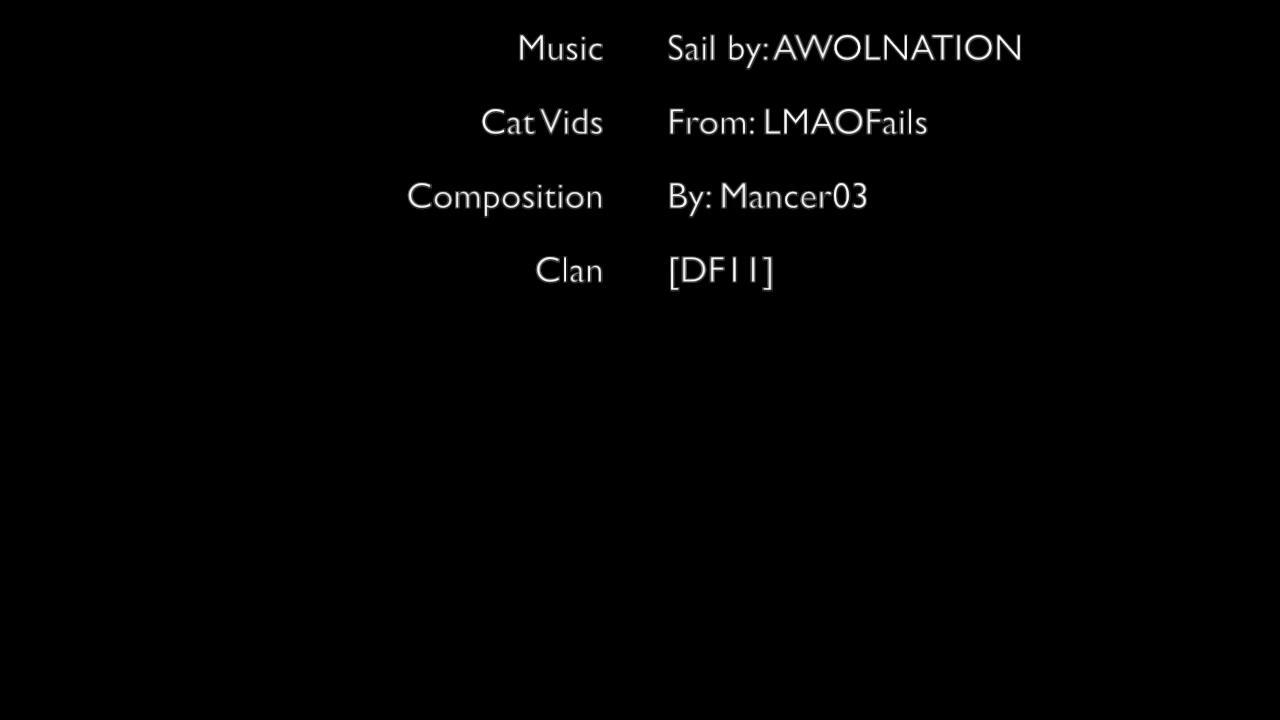 Music Sail by: AWOLNATION
Cat Vids From: LMAOFails
Composition By: Mancer03
Clan [DF11]